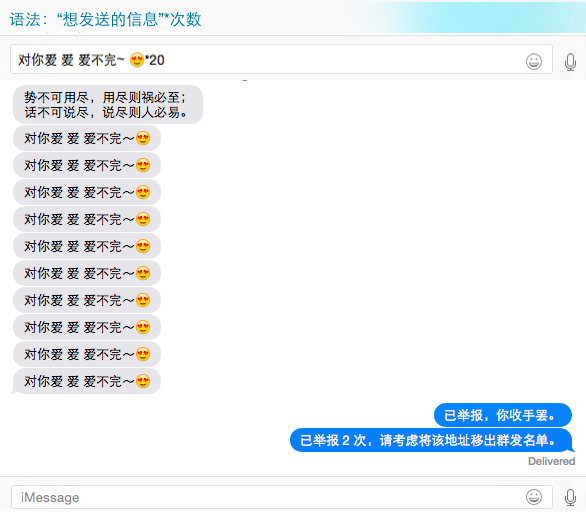 语法：“想发送的信息”*次数
对你爱 爱 爱不完~ 😍*20
势不可用尽，用尽则祸必至；
话不可说尽，说尽则人必易。
对你爱 爱 爱不完～😍
对你爱 爱 爱不完～😍
对你爱 爱 爱不完～😍
对你爱 爱 爱不完～😍
对你爱 爱 爱不完～😍
对你爱 爱 爱不完～😍
对你爱 爱 爱不完～😍
对你爱 爱 爱不完～😍
对你爱 爱 爱不完～😍
对你爱 爱 爱不完～😍
已举报，你收手罢。
已举报 2 次，请考虑将该地址移出群发名单。
Delivered
iMessage